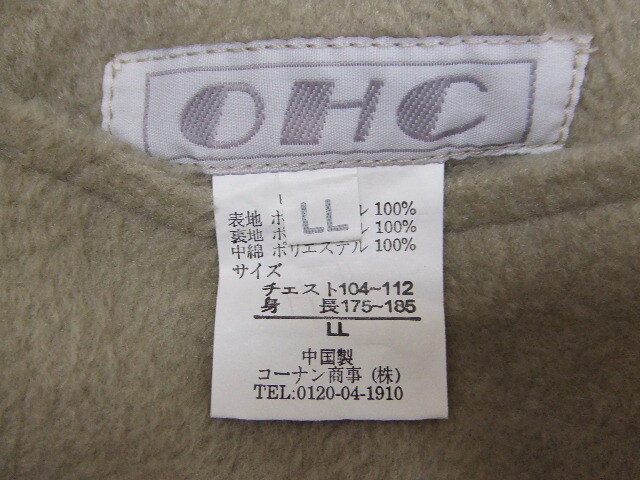 OHC
LL
表地 ポ ル 100%
裏地 ポ ル 100%
中綿 ポリエステル 100%
サイズ
チェスト104~112
身 長175~185
LL
中国製
コーナン商事(株)
TEL:0120-04-1910